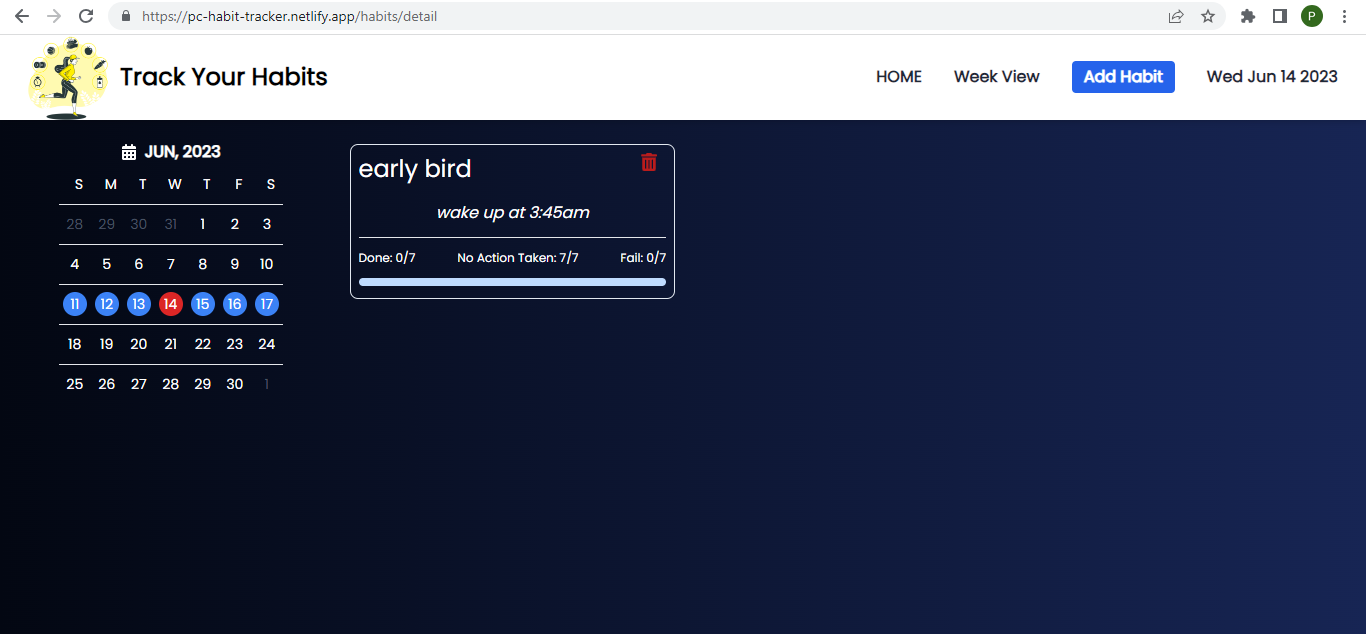 https://pc-habit-tracker.netlify.app/habits/detail
P
Track Your Habits
HOME Week View Add Habit Wed Jun 14 2023
JUN, 2023
S M T W T F S
28 29 30 31 1 2 3
4 5 6 7 8 9 10
11 12 13 14 15 16 17
18 19 20 21 22 23 24
25 26 27 28 29 30 1
early bird
wake up at 3:45am
Done: 0/7 No Action Taken: 7/7 Fail: 0/7